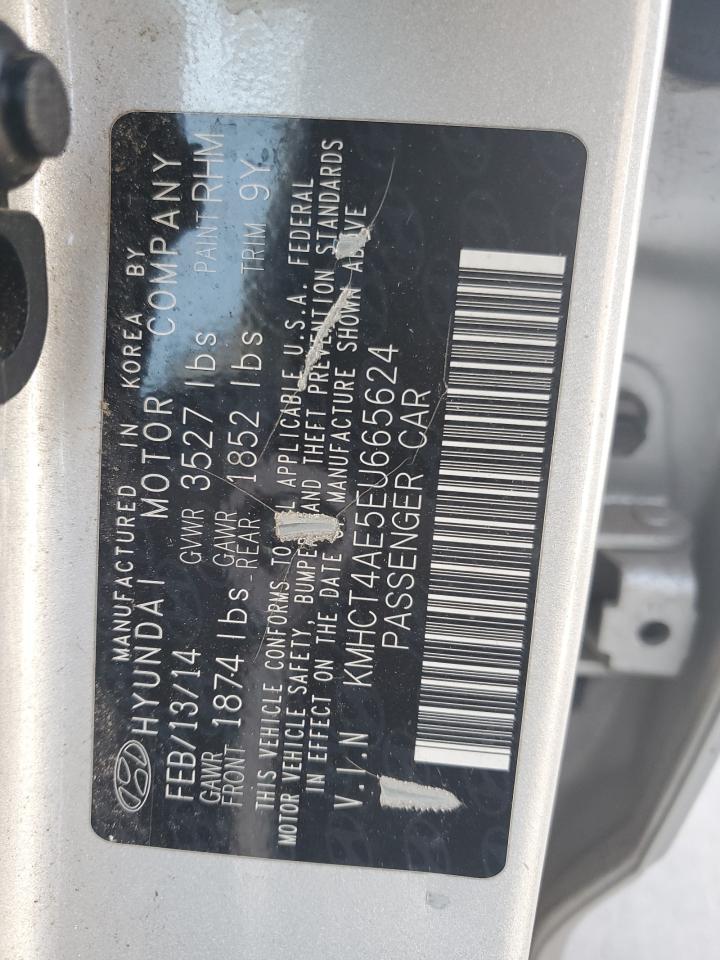 MANUFACTURED IN KOREA BY
HYUNDAI MOTOR COMPANY
FEB/13/14 GVWR 3527 lbs PAINT RHM
GAWR FRONT 1874 lbs GAWR -REAR 1852 lbs TRIM 9Y
THIS VEHICLE CONFORMS TO APPLICABLE U.S.A. FEDERAL
MOTOR VEHICLE SAFETY, BUMPER AND THEFT PREVENTION STANDARDS
IN EFFECT ON THE DATE MANUFACTURE SHOWN ABOVE
V.I.N KMHCT4AE5EU665624
PASSENGER CAR